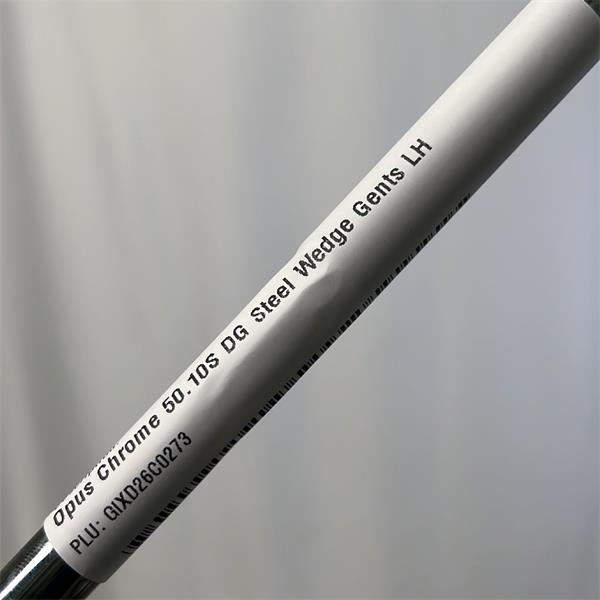 Opus Chrome 50.10S DG Steel Wedge Gents LH
PLU: GIXD26C0273